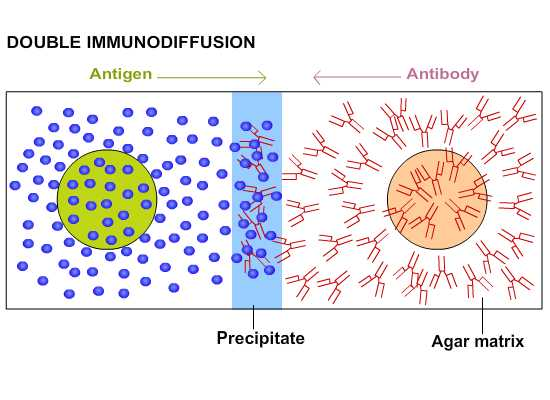 DOUBLE IMMUNODIFFUSION
Antigen
Antibody
Precipitate
Agar matrix